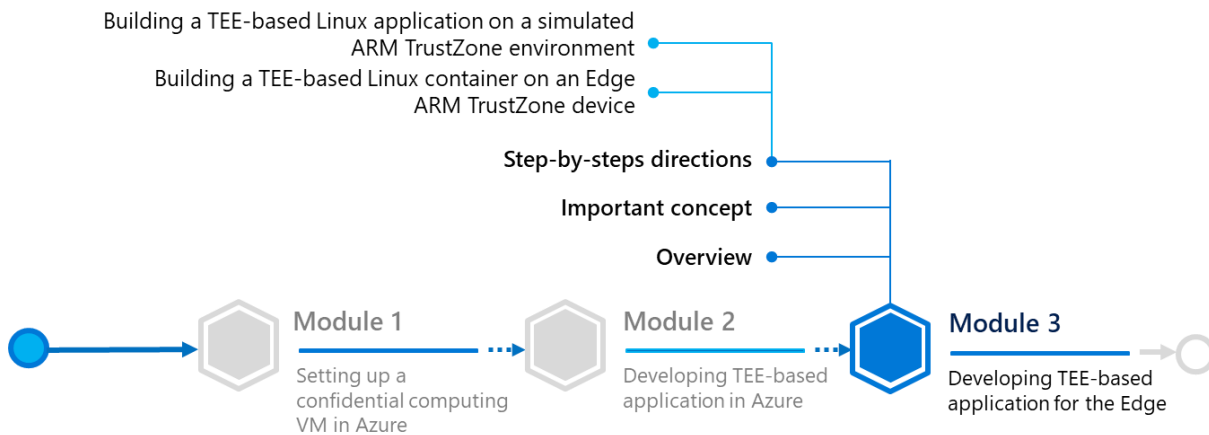 Building a TEE-based Linux application on a simulated
ARM TrustZone environment
Building a TEE-based Linux container on an Edge
ARM TrustZone device
Step-by-steps directions
Important concept
Overview
Module 1
Setting up a
confidential computing
VM in Azure
Module 2
Developing TEE-based
application in Azure
Module 3
Developing TEE-based
application for the Edge